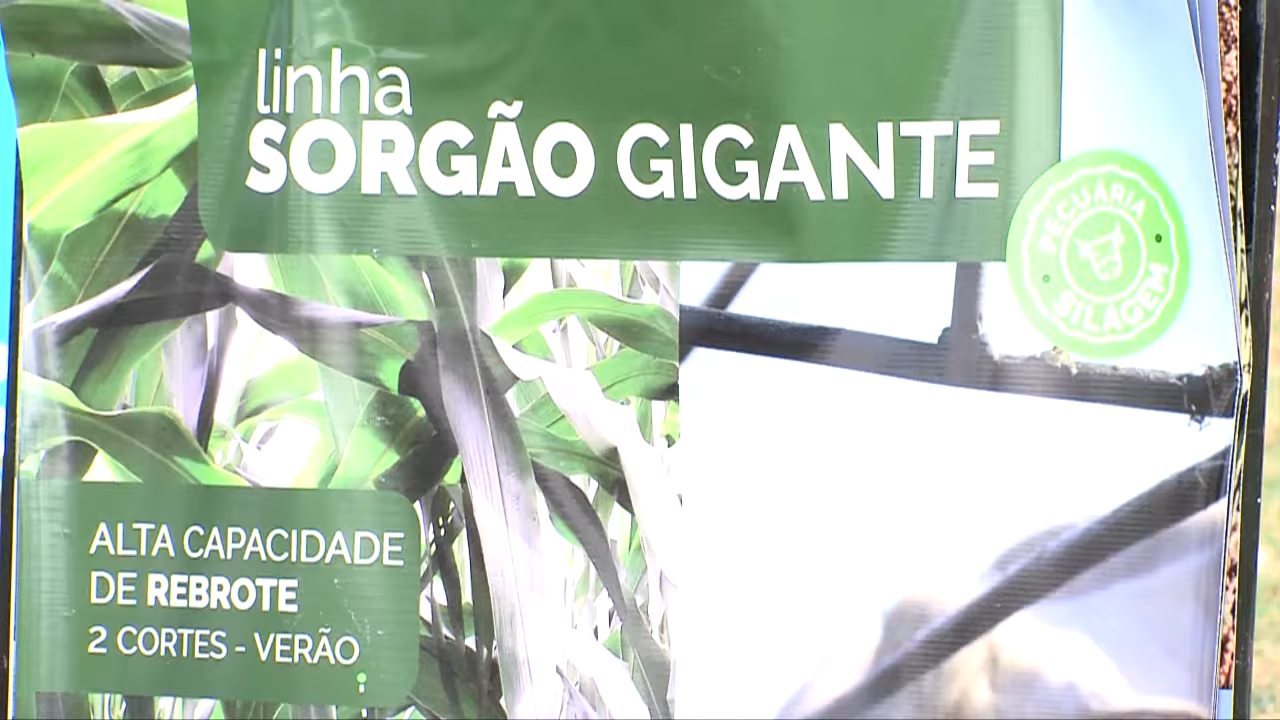 linha
SORGÃO GIGANTE
PECUÁRIA
SILAGEM
ALTA CAPACIDADE
DE REBROTE
2 CORTES - VERÃO